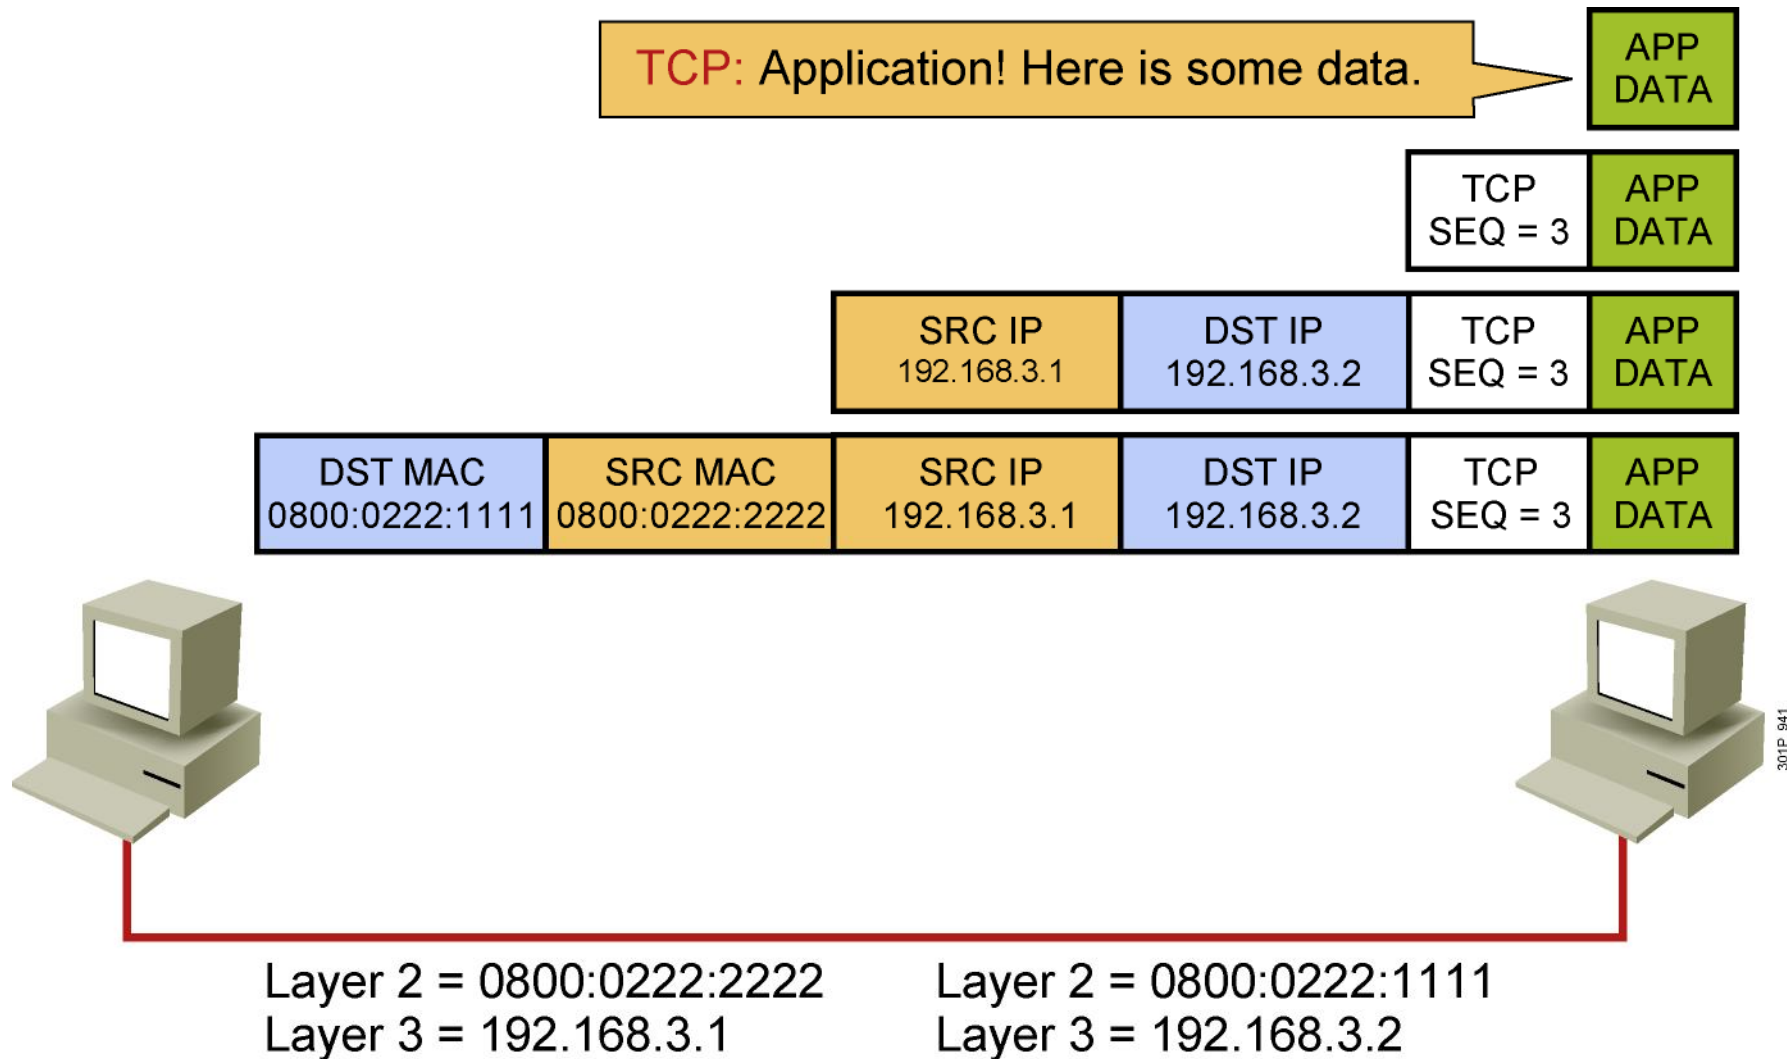 TCP: Application! Here is some data.
APP
DATA
TCP
SEQ = 3
APP
DATA
SRC IP
192.168.3.1
DST IP
192.168.3.2
TCP
SEQ = 3
APP
DATA
DST MAC
0800:0222:1111
SRC MAC
0800:0222:2222
SRC IP
192.168.3.1
DST IP
192.168.3.2
TCP
SEQ = 3
APP
DATA
301P_941
Layer 2 = 0800:0222:2222
Layer 3 = 192.168.3.1
Layer 2 = 0800:0222:1111
Layer 3 = 192.168.3.2